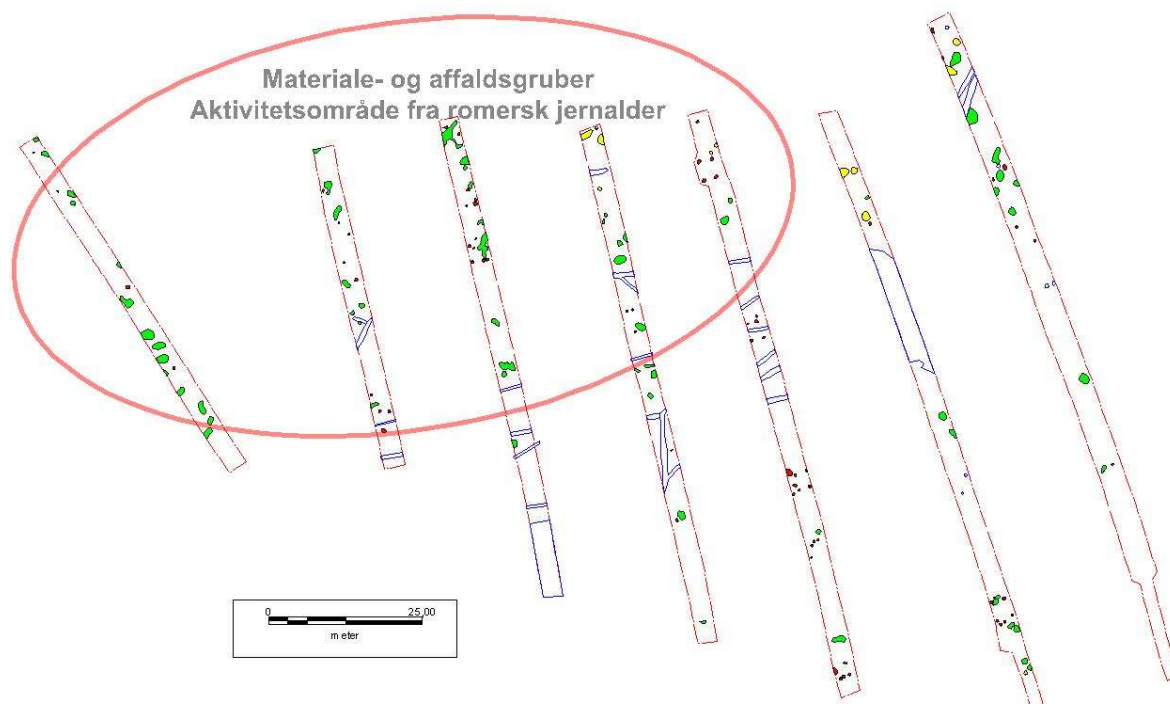 Materiale- og affaldsgruber
Aktivitetsområde fra romersk jernalder
0 25,00
meter